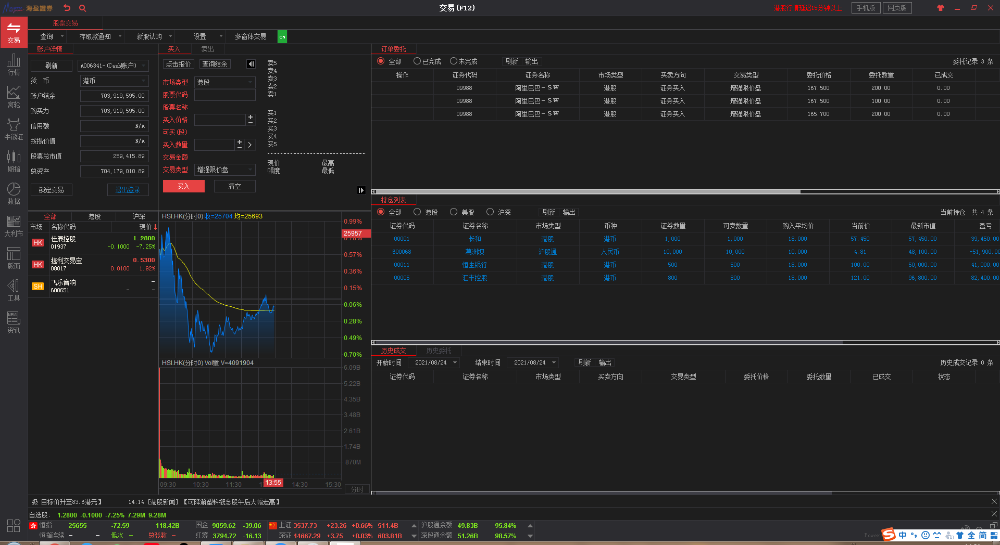 海盈證券
交易(F12)
港股行情延迟15分钟以上
手机版
网页版
交易
行情
窝轮
牛熊证
期指
数据
大利市
版面
工具
NEW
资讯
股票交易
查询
存取款通知
新股认购
设置
多窗体交易
ON
账户详情
刷新
A006341-(Cash账户)
货 币
港币
账户结余
703,919,595.00
购买力
703,919,595.00
信用额
N/A
按揭价值
N/A
股票总市值
259,415.89
总资产
704,179,010.89
锁定交易
退出登录
买入
卖出
点击报价
查询结余
市场类型
港股
股票代码
股票名称
买入价格
+
−
可买(股)
买入数量
+
−
交易金额
交易类型
增强限价盘
买入
清空
卖5
卖4
卖3
卖2
卖1
买1
买2
买3
买4
买5
现价
最高
幅度
最低
全部
港股
沪深
市场
名称代码
现价
HK
佳辰控股
1.2800
01937
-0.1000
-7.25%
HK
捷利交易宝
0.5300
08017
0.0100
1.92%
SH
飞乐音响
–
600651
–
–
HSI.HK(分时0) 收=25704 均=25693
0.99%
25957
0.78%
0.57%
0.36%
0.15%
0.06%
0.28%
0.49%
0.70%
HSI.HK(分时0) Vol量 V=4091904
6.09B
5.22B
4.35B
3.48B
2.61B
1.74B
870M
09:30
10:30
11:30
13:55
14:30
15:30
分时
订单委托
全部
已完成
未完成
刷新
输出
委托记录 3 条
操作
证券代码
证券名称
市场类型
买卖方向
交易类型
委托价格
委托数量
已成交
09988
阿里巴巴－ＳＷ
港股
证券买入
增强限价盘
167.500
200.00
0.00
09988
阿里巴巴－ＳＷ
港股
证券买入
增强限价盘
167.500
100.00
0.00
09988
阿里巴巴－ＳＷ
港股
证券买入
增强限价盘
165.700
200.00
0.00
持仓列表
全部
港股
美股
沪深
刷新
输出
当前持仓 共 4 条
证券代码
证券名称
市场类型
币种
证券数量
可卖数量
购入平均价
当前价
最新市值
盈亏
00001
长和
港股
港币
1,000
1,000
18.000
57.450
57,450.00
39,450.00
600068
葛洲坝
沪股通
人民币
10,000
10,000
10.000
4.81
48,100.00
-51,900.00
00011
恒生银行
港股
港币
500
500
18.000
100.00
50,000.00
41,000.00
00005
汇丰控股
港股
港币
800
800
18.000
121.00
96,800.00
82,400.00
历史成交
历史委托
开始时间
2021/08/24
结束时间
2021/08/24
刷新
输出
历史成交记录 0 条
证券代码
证券名称
市场类型
买卖方向
交易类型
委托价格
委托数量
已成交
状态
级 目标价升至83.6港元】
14:14 [港股新闻] 【可降解塑料概念股午后大幅走高】
自选股:
1.2800 -0.1000 -7.25% 7.29M 9.28M
恒指
25655
-72.59
118.42B
国企
9059.62
-39.06
上证
3537.73
+23.26
+0.66%
511.4B
沪股通余额
49.83B
95.84%
恒指连续
–
–
低水
–
总张数
–
红筹
3794.72
-16.13
深证
14667.29
+3.75
+0.03%
603.81B
深股通余额
51.26B
98.57%
Powere
中
全
简